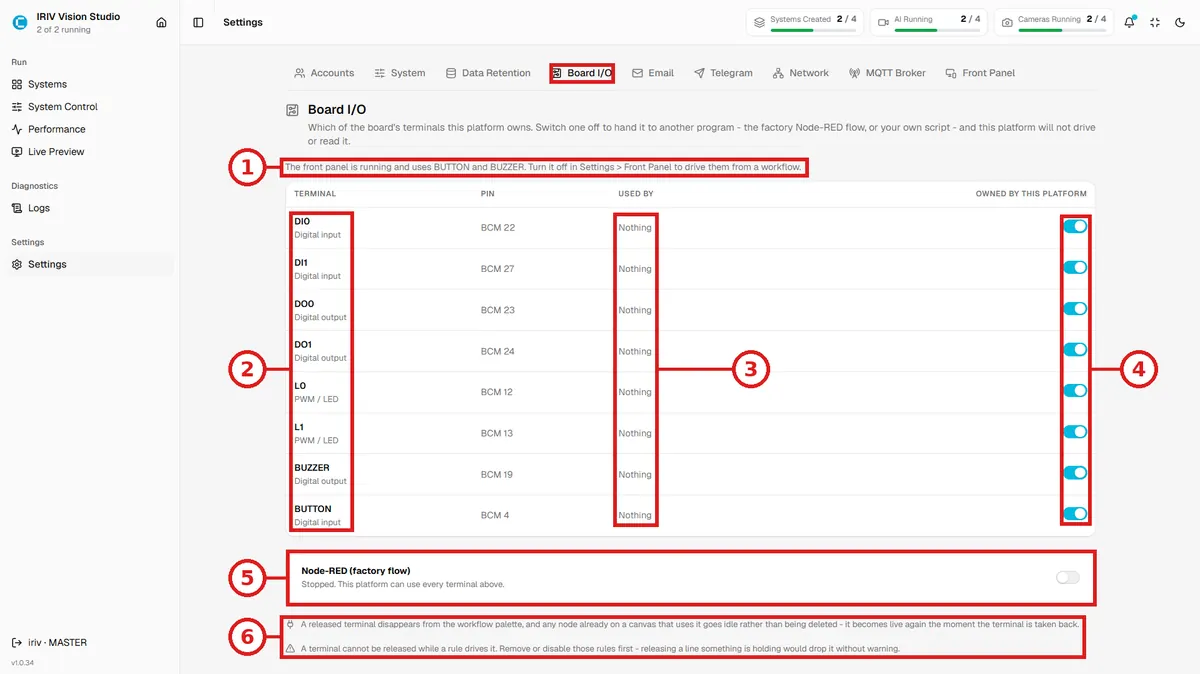 IRIV Vision Studio
2 of 2 running
Settings
Systems Created 2 / 4
AI Running 2 / 4
Cameras Running 2 / 4
Run
Systems
System Control
Performance
Live Preview
Diagnostics
Logs
Settings
Settings
iriv · MASTER
v1.0.34
Accounts
System
Data Retention
Board I/O
Email
Telegram
Network
MQTT Broker
Front Panel
Board I/O
Which of the board's terminals this platform owns. Switch one off to hand it to another program - the factory Node-RED flow, or your own script - and this platform will not drive
or read it.
1
The front panel is running and uses BUTTON and BUZZER. Turn it off in Settings > Front Panel to drive them from a workflow.
TERMINAL PIN USED BY OWNED BY THIS PLATFORM
DI0
Digital input
BCM 22
Nothing
DI1
Digital input
BCM 27
Nothing
DO0
Digital output
BCM 23
Nothing
DO1
Digital output
BCM 24
Nothing
2
3
4
L0
PWM / LED
BCM 12
Nothing
L1
PWM / LED
BCM 13
Nothing
BUZZER
Digital output
BCM 19
Nothing
BUTTON
Digital input
BCM 4
Nothing
5
Node-RED (factory flow)
Stopped. This platform can use every terminal above.
6
A released terminal disappears from the workflow palette, and any node already on a canvas that uses it goes idle rather than being deleted - it becomes live again the moment the terminal is taken back.
A terminal cannot be released while a rule drives it. Remove or disable those rules first - releasing a line something is holding would drop it without warning.